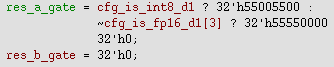 res_a_gate = cfg_is_int8_d1 ? 32'h55005500 :
~cfg_is_fp16_d1[3] ? 32'h55550000
32'h0;
res_b_gate = 32'h0;